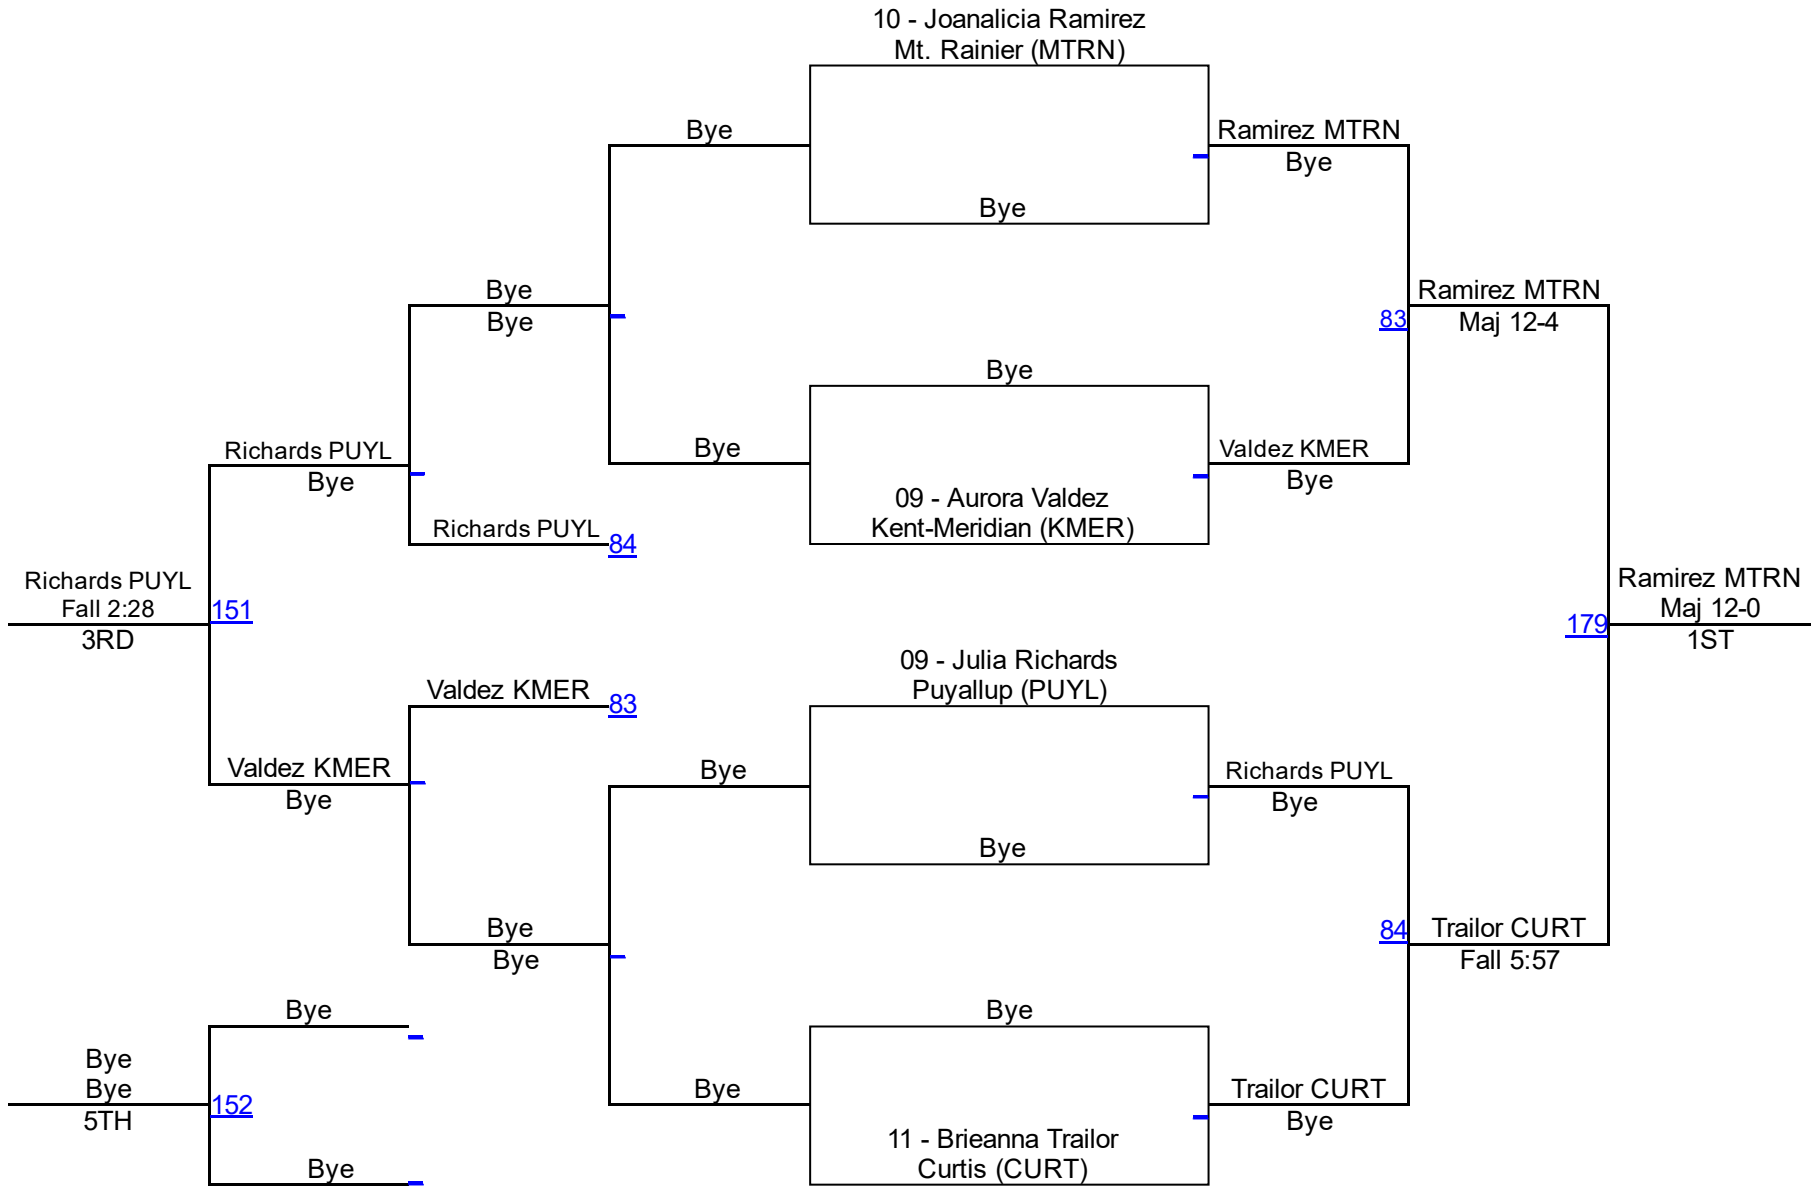 10 - Joanalicia Ramirez
Mt. Rainier (MTRN)
Bye
Ramirez MTRN
Bye
Bye
Bye
Bye
Ramirez MTRN
83
Maj 12-4
Bye
Richards PUYL
Bye
Bye
Valdez KMER
Bye
09 - Aurora Valdez
Kent-Meridian (KMER)
Richards PUYL
84
Richards PUYL
Fall 2:28
3RD
151
Ramirez MTRN
Maj 12-0
1ST
179
09 - Julia Richards
Puyallup (PUYL)
Valdez KMER
83
Valdez KMER
Bye
Bye
Richards PUYL
Bye
Bye
Bye
Bye
84
Trailor CURT
Fall 5:57
Bye
Bye
Bye
Bye
5TH
152
Bye
Trailor CURT
Bye
11 - Brieanna Trailor
Curtis (CURT)
Bye